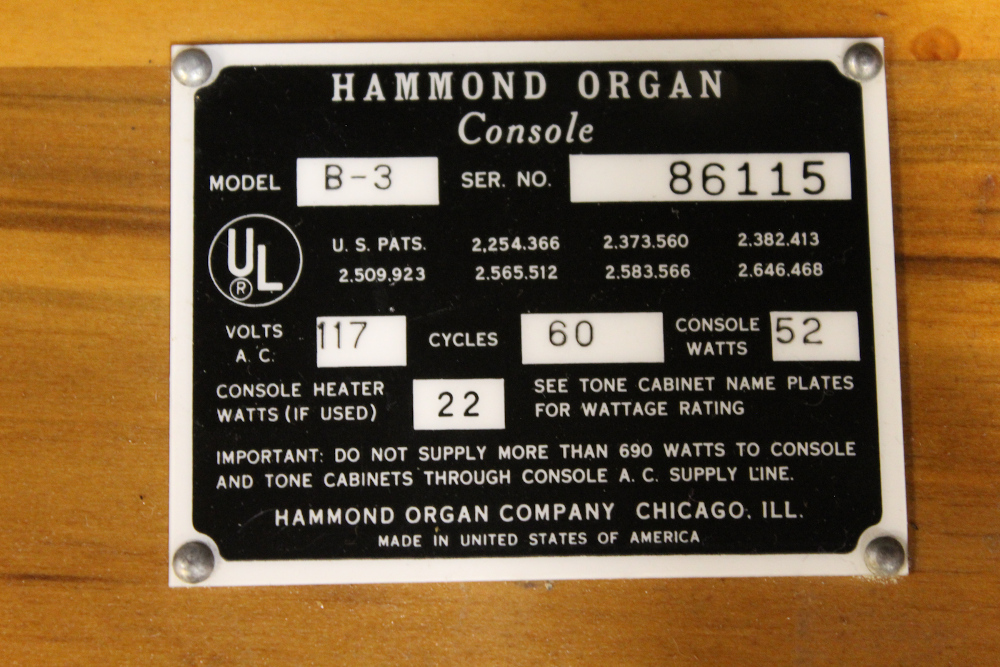 HAMMOND ORGAN
Console
MODEL B-3 SER. NO. 86115
UL ®
U. S. PATS. 2,254.366 2.373.560 2.382.413
2.509.923 2.565.512 2.583.566 2.646.468
VOLTS A. C. 117 CYCLES 60 CONSOLE WATTS 52
CONSOLE HEATER WATTS (IF USED) 22
SEE TONE CABINET NAME PLATES
FOR WATTAGE RATING
IMPORTANT: DO NOT SUPPLY MORE THAN 690 WATTS TO CONSOLE
AND TONE CABINETS THROUGH CONSOLE A. C. SUPPLY LINE.
HAMMOND ORGAN COMPANY CHICAGO. ILL.
MADE IN UNITED STATES OF AMERICA